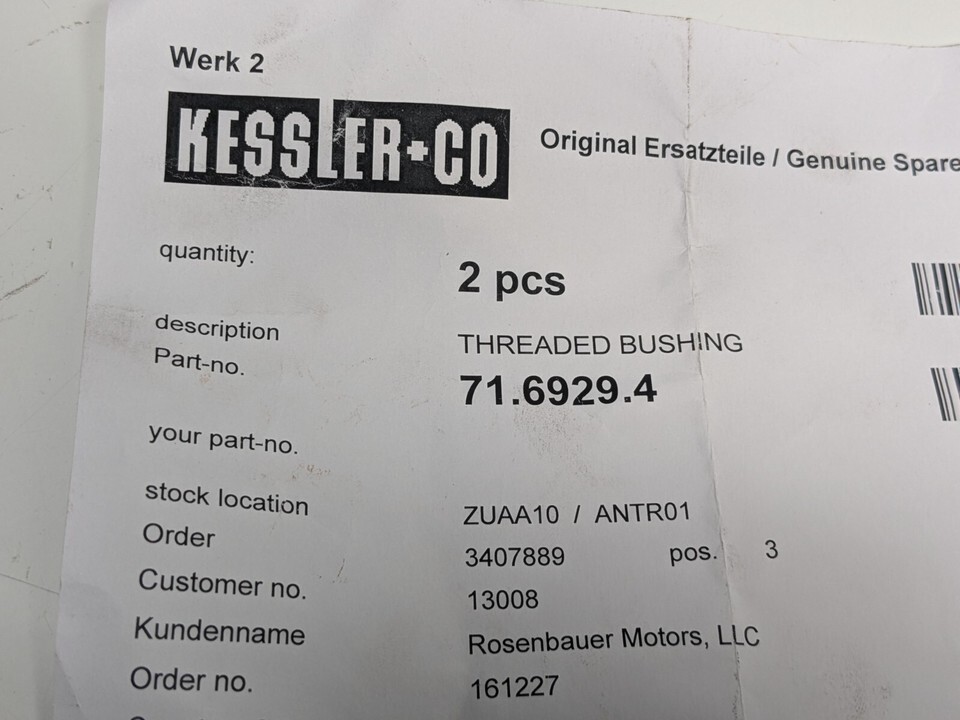 Werk 2
KESSLER+CO
Original Ersatzteile / Genuine Spare
quantity: 2 pcs
description THREADED BUSHING
Part-no. 71.6929.4
your part-no.
stock location ZUAA10 / ANTR01
Order 3407889 pos. 3
Customer no. 13008
Kundenname Rosenbauer Motors, LLC
Order no. 161227